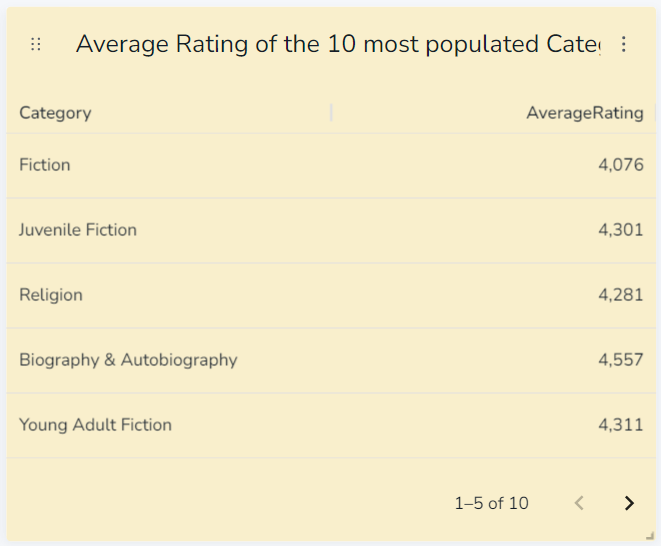 Average Rating of the 10 most populated Cate
Category AverageRating
Fiction 4,076
Juvenile Fiction 4,301
Religion 4,281
Biography & Autobiography 4,557
Young Adult Fiction 4,311
1–5 of 10